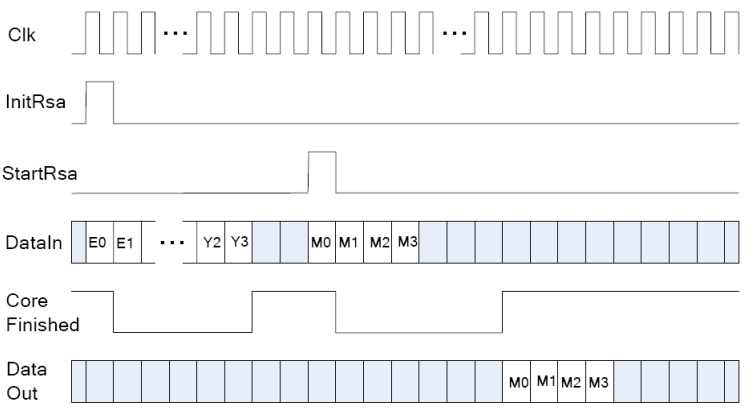 Clk ... ...
InitRsa
StartRsa
DataIn E0 E1 ... Y2 Y3 M0 M1 M2 M3
Core
Finished
Data
Out M0 M1 M2 M3